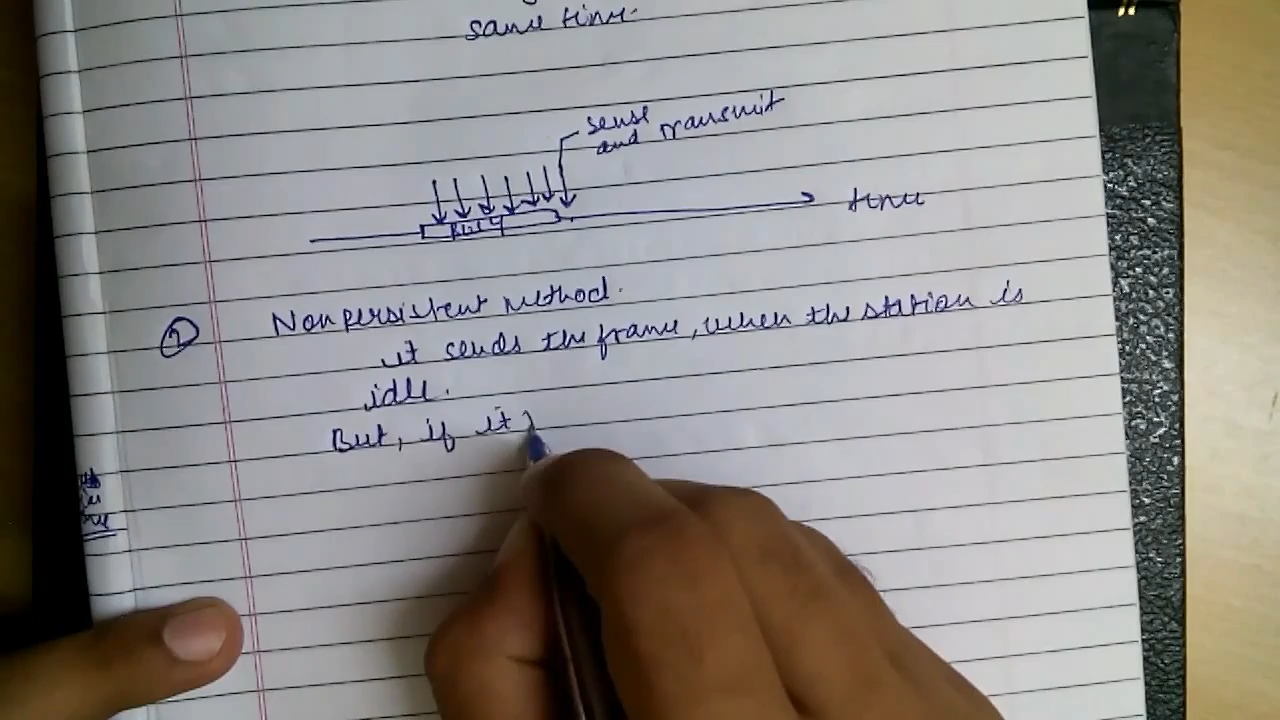 same time.
sense
and transmit
Busy
time
2 Nonpersistent method.
it sends the frame, when the station is
idle.
But, if it